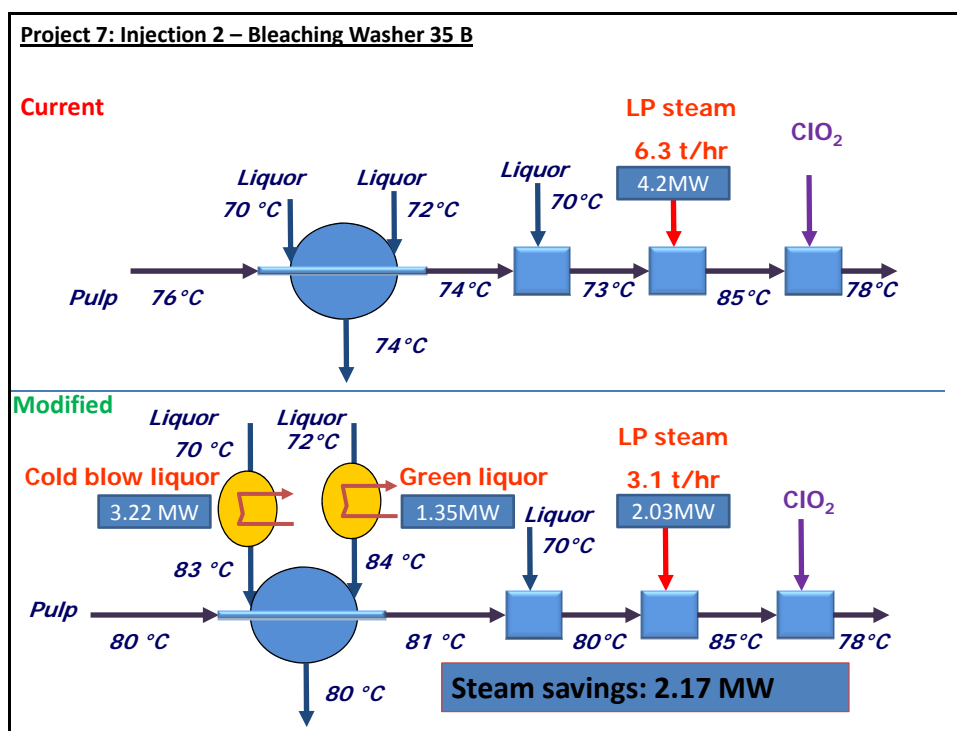 Project 7: Injection 2 – Bleaching Washer 35 B
Current
LP steam
6.3 t/hr
4.2MW
ClO₂
Liquor
70 °C
Liquor
72°C
Liquor
70°C
Pulp
76°C
74°C
73°C
85°C
78°C
74°C
Modified
Liquor
70 °C
Liquor
72°C
Cold blow liquor
3.22 MW
Green liquor
1.35MW
LP steam
3.1 t/hr
2.03MW
ClO₂
Liquor
70°C
83 °C
84 °C
Pulp
80 °C
81 °C
80°C
85°C
78°C
80 °C
Steam savings: 2.17 MW